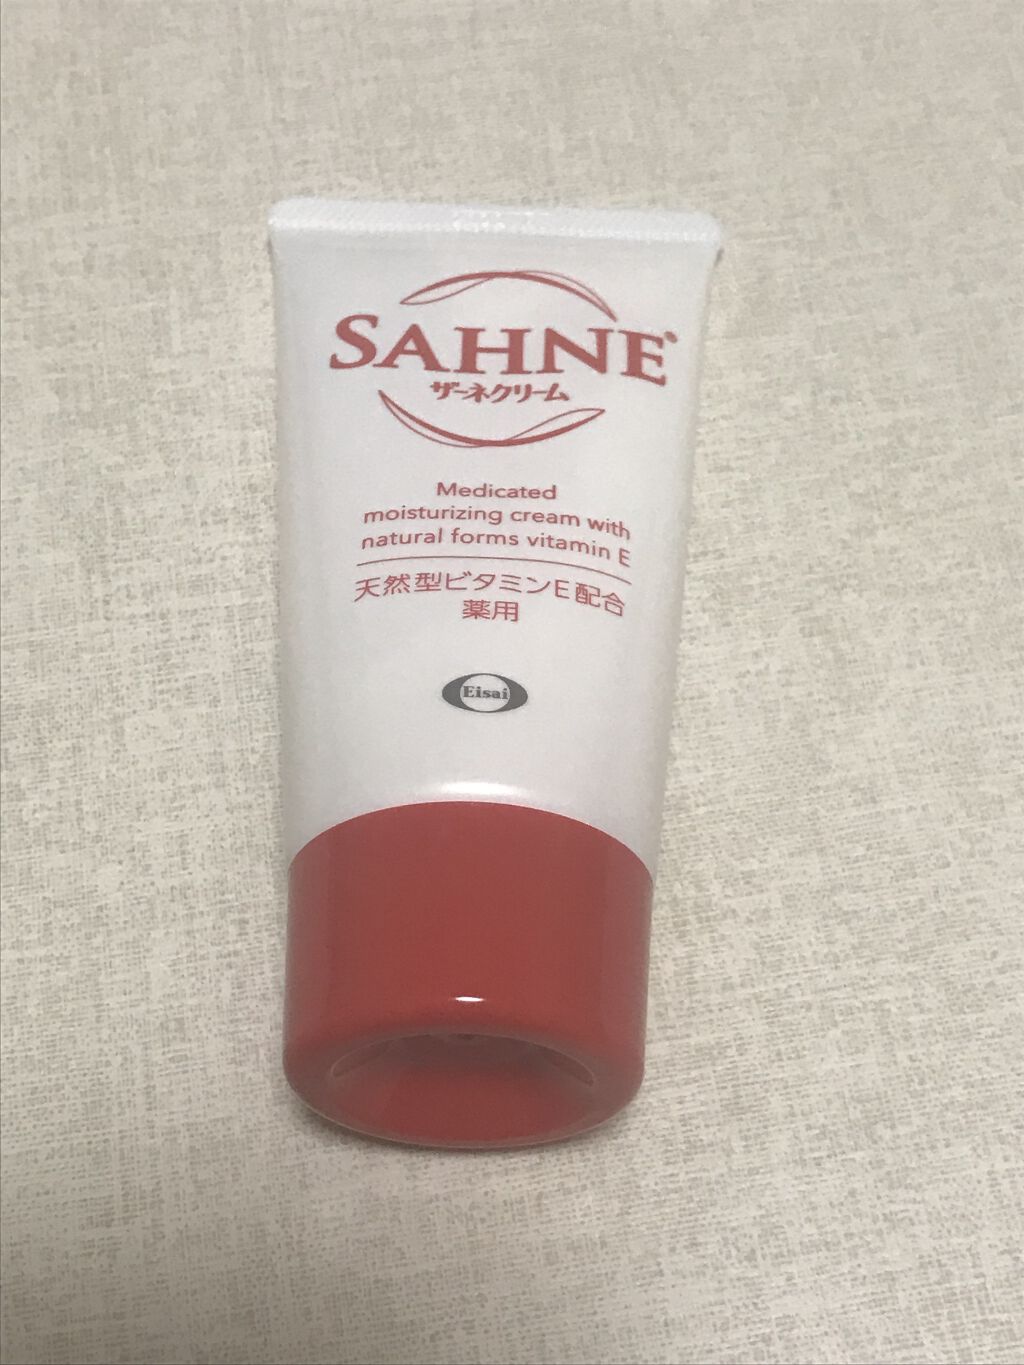 SAHNE®
ザーネクリーム
Medicated
moisturizing cream with
natural forms vitamin E
天然型ビタミンE配合
薬用
Eisai